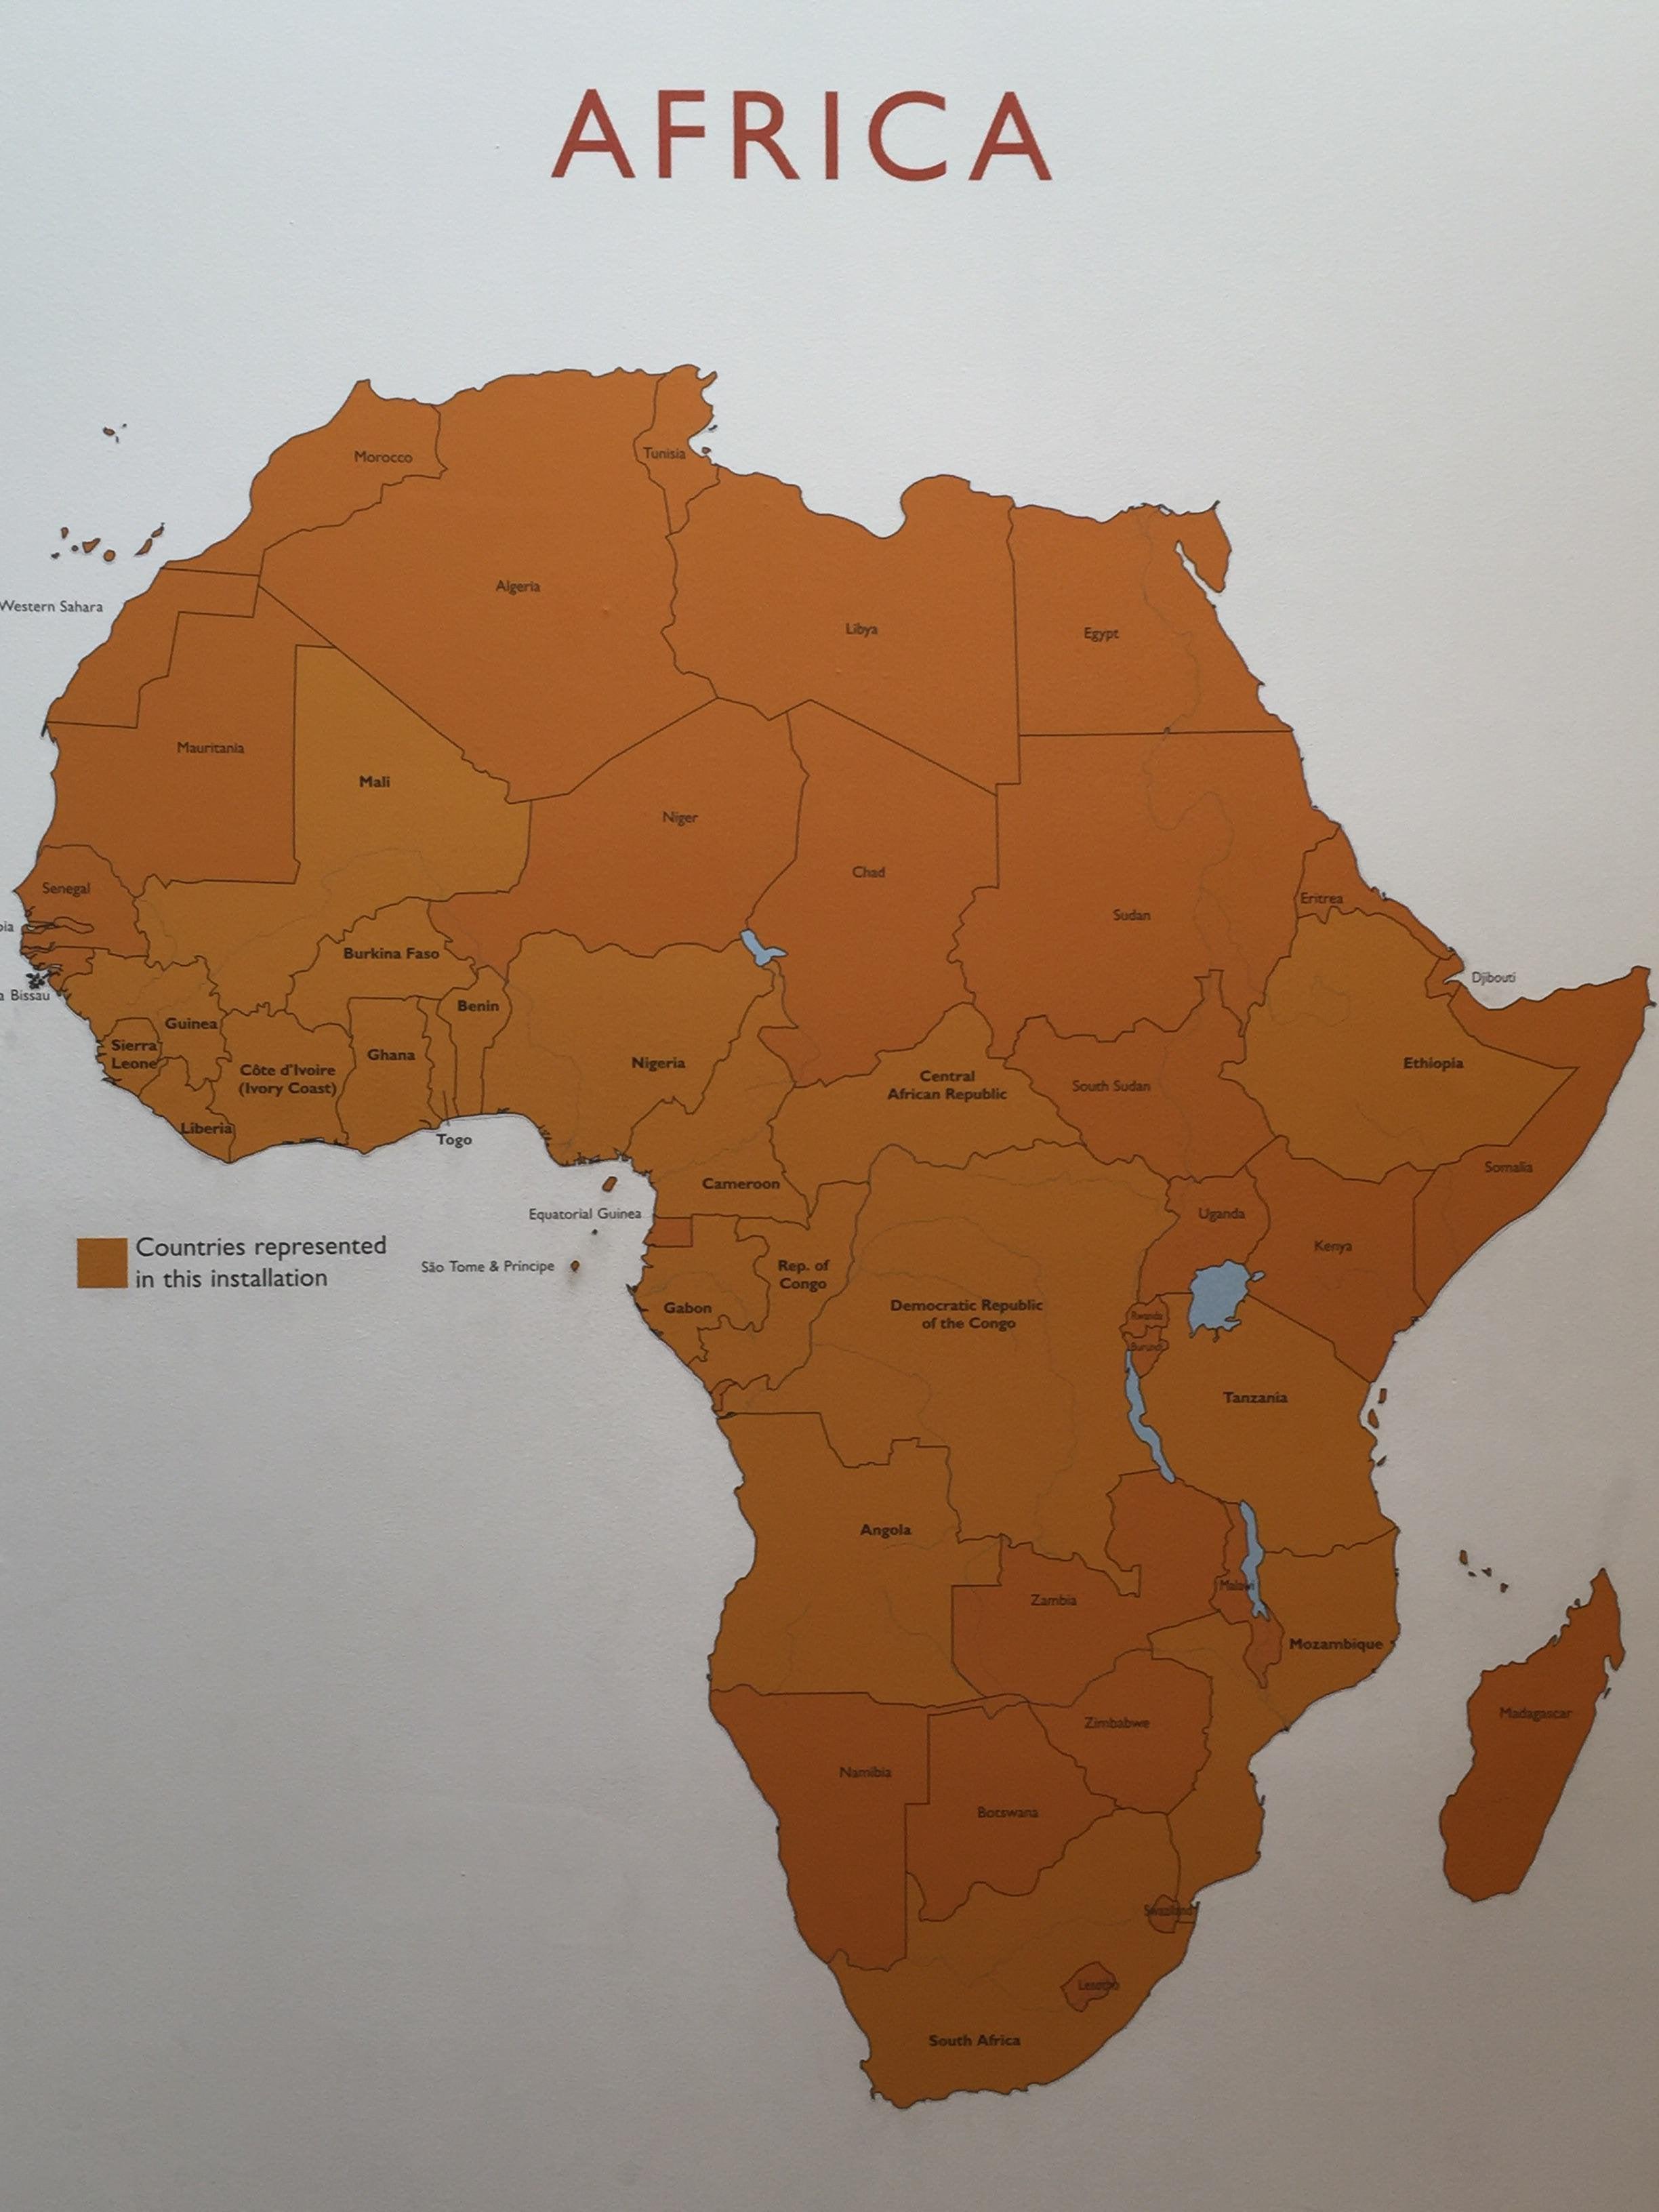 AFRICA
Morocco
Tunisia
Algeria
Libya
Egypt
Western Sahara
Mauritania
Mali
Niger
Chad
Sudan
Eritrea
Senegal
Burkina Faso
Djibouti
Bissau
Benin
Guinea
Sierra
Leone
Côte d'Ivoire
(Ivory Coast)
Ghana
Nigeria
Central
African Republic
South Sudan
Ethiopia
Liberia
Togo
Somalia
Cameroon
Equatorial Guinea
Uganda
Kenya
Countries represented
in this installation
São Tome & Principe
Rep. of
Congo
Gabon
Democratic Republic
of the Congo
Rwanda
Burundi
Tanzania
Angola
Zambia
Malawi
Mozambique
Madagascar
Zimbabwe
Namibia
Botswana
Swaziland
Lesotho
South Africa